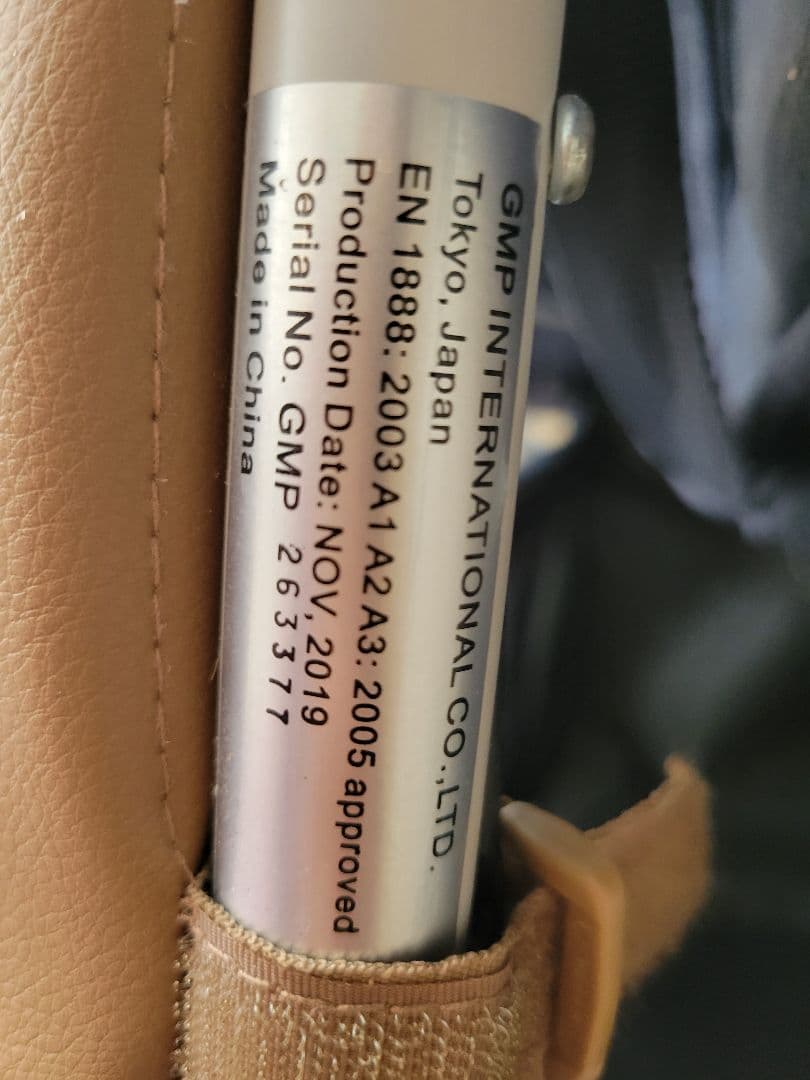 GMP INTERNATIONAL CO.,LTD.
Tokyo, Japan
EN 1888: 2003 A1 A2 A3: 2005 approved
Production Date: NOV, 2019
Serial No. GMP 263377
Made in China